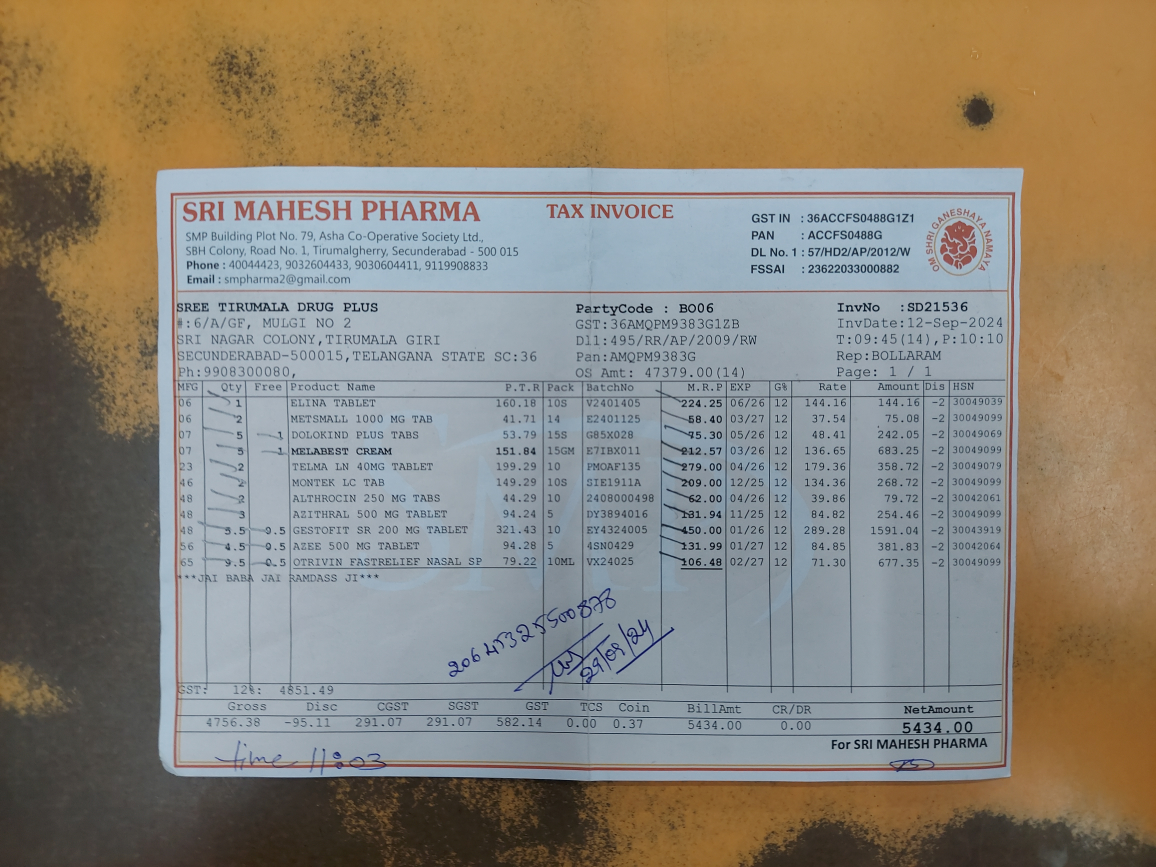 SRI MAHESH PHARMA TAX INVOICE
SMP Building Plot No. 79, Asha Co-Operative Society Ltd.,
SBH Colony, Road No. 1, Tirumalgherry, Secunderabad - 500 015
Phone : 40044423, 9032604433, 9030604411, 9119908833
Email : smpharma2@gmail.com
GST IN : 36ACCFS0488G1Z1
PAN : ACCFS0488G
DL No. 1 : 57/HD2/AP/2012/W
FSSAI : 23622033000882
OM SHRI GANESHAYA NAMAYA
SREE TIRUMALA DRUG PLUS
#:6/A/GF, MULGI NO 2
SRI NAGAR COLONY,TIRUMALA GIRI
SECUNDERABAD-500015,TELANGANA STATE SC:36
Ph:9908300080,
PartyCode : BO06
GST:36AMQPM9383G1ZB
Dl1:495/RR/AP/2009/RW
Pan:AMQPM9383G
OS Amt: 47379.00(14)
InvNo :SD21536
InvDate:12-Sep-2024
T:09:45(14),P:10:10
Rep:BOLLARAM
Page: 1 / 1
MFG Qty Free Product Name P.T.R Pack BatchNo M.R.P EXP G% Rate Amount Dis HSN
06 1 ELINA TABLET 160.18 10S V2401405 224.25 06/26 12 144.16 144.16 -2 30049039
06 2 METSMALL 1000 MG TAB 41.71 14 E2401125 58.40 03/27 12 37.54 75.08 -2 30049099
07 5 1 DOLOKIND PLUS TABS 53.79 15S G85X028 75.30 05/26 12 48.41 242.05 -2 30049069
07 5 1 MELABEST CREAM 151.84 15GM E7IBX011 212.57 03/26 12 136.65 683.25 -2 30049099
23 2 TELMA LN 40MG TABLET 199.29 10 PMOAF135 279.00 04/26 12 179.36 358.72 -2 30049079
46 2 MONTEK LC TAB 149.29 10S SIE1911A 209.00 12/25 12 134.36 268.72 -2 30049099
48 2 ALTHROCIN 250 MG TABS 44.29 10 2408000498 62.00 04/26 12 39.86 79.72 -2 30042061
48 3 AZITHRAL 500 MG TABLET 94.24 5 DY3894016 131.94 11/25 12 84.82 254.46 -2 30049099
48 5.5 0.5 GESTOFIT SR 200 MG TABLET 321.43 10 EY4324005 450.00 01/26 12 289.28 1591.04 -2 30043919
56 4.5 0.5 AZEE 500 MG TABLET 94.28 5 4SN0429 131.99 01/27 12 84.85 381.83 -2 30042064
65 9.5 0.5 OTRIVIN FASTRELIEF NASAL SP 79.22 10ML VX24025 106.48 02/27 12 71.30 677.35 -2 30049099
***JAI BABA JAI RAMDASS JI***
20645325500878
29/09/24
GST: 12%: 4851.49
Gross Disc CGST SGST GST TCS Coin BillAmt CR/DR NetAmount
4756.38 -95.11 291.07 291.07 582.14 0.00 0.37 5434.00 0.00 5434.00
For SRI MAHESH PHARMA
time 11:03